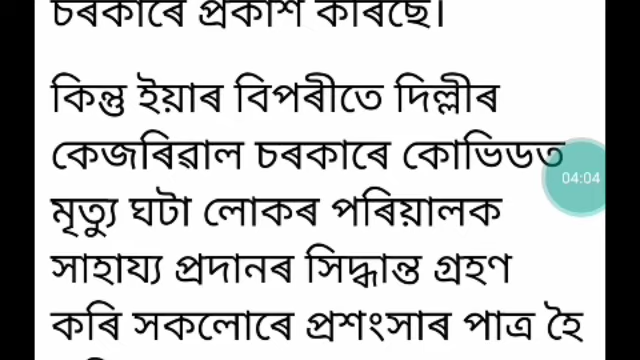 চৰকাৰে প্ৰকাশ কৰিছে।
কিন্তু ইয়াৰ বিপৰীতে দিল্লীৰ
কেজৰিৱাল চৰকাৰে কোভিডত
04:04
মৃত্যু ঘটা লোকৰ পৰিয়ালক
সাহায্য প্ৰদানৰ সিদ্ধান্ত গ্ৰহণ
কৰি সকলোৰে প্ৰশংসাৰ পাত্ৰ হৈ